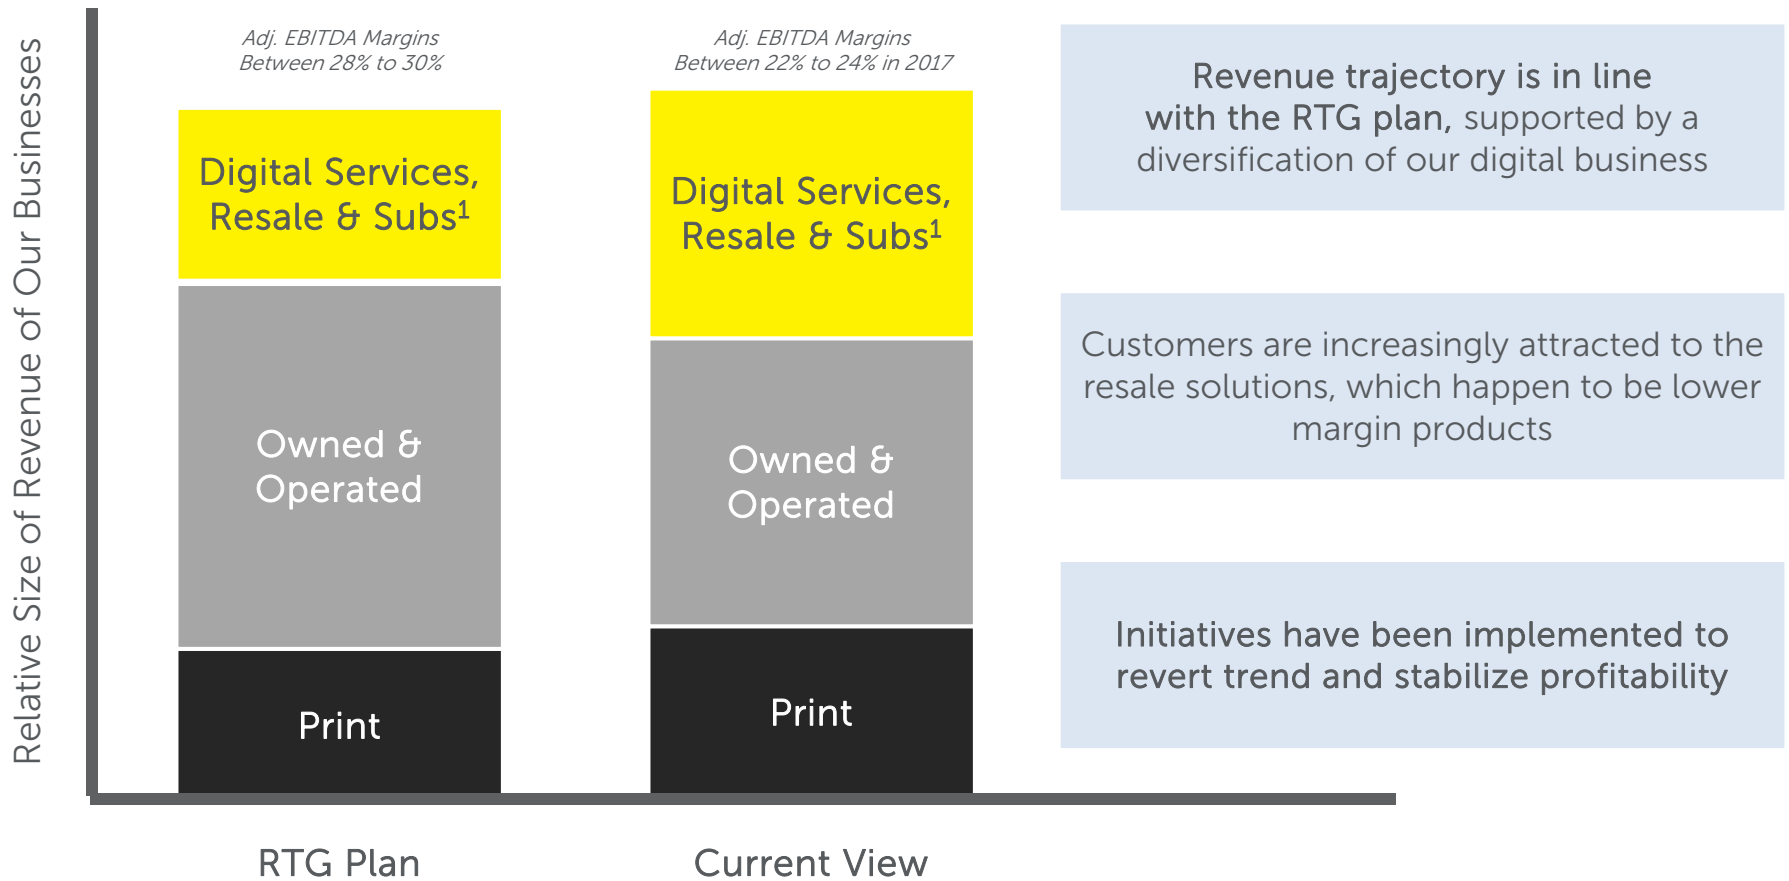 Relative Size of Revenue of Our Businesses
Adj. EBITDA Margins
Between 28% to 30%
Digital Services,
Resale & Subs¹
Owned &
Operated
Print
RTG Plan
Adj. EBITDA Margins
Between 22% to 24% in 2017
Digital Services,
Resale & Subs¹
Owned &
Operated
Print
Current View
Revenue trajectory is in line
with the RTG plan, supported by a
diversification of our digital business
Customers are increasingly attracted to the
resale solutions, which happen to be lower
margin products
Initiatives have been implemented to
revert trend and stabilize profitability